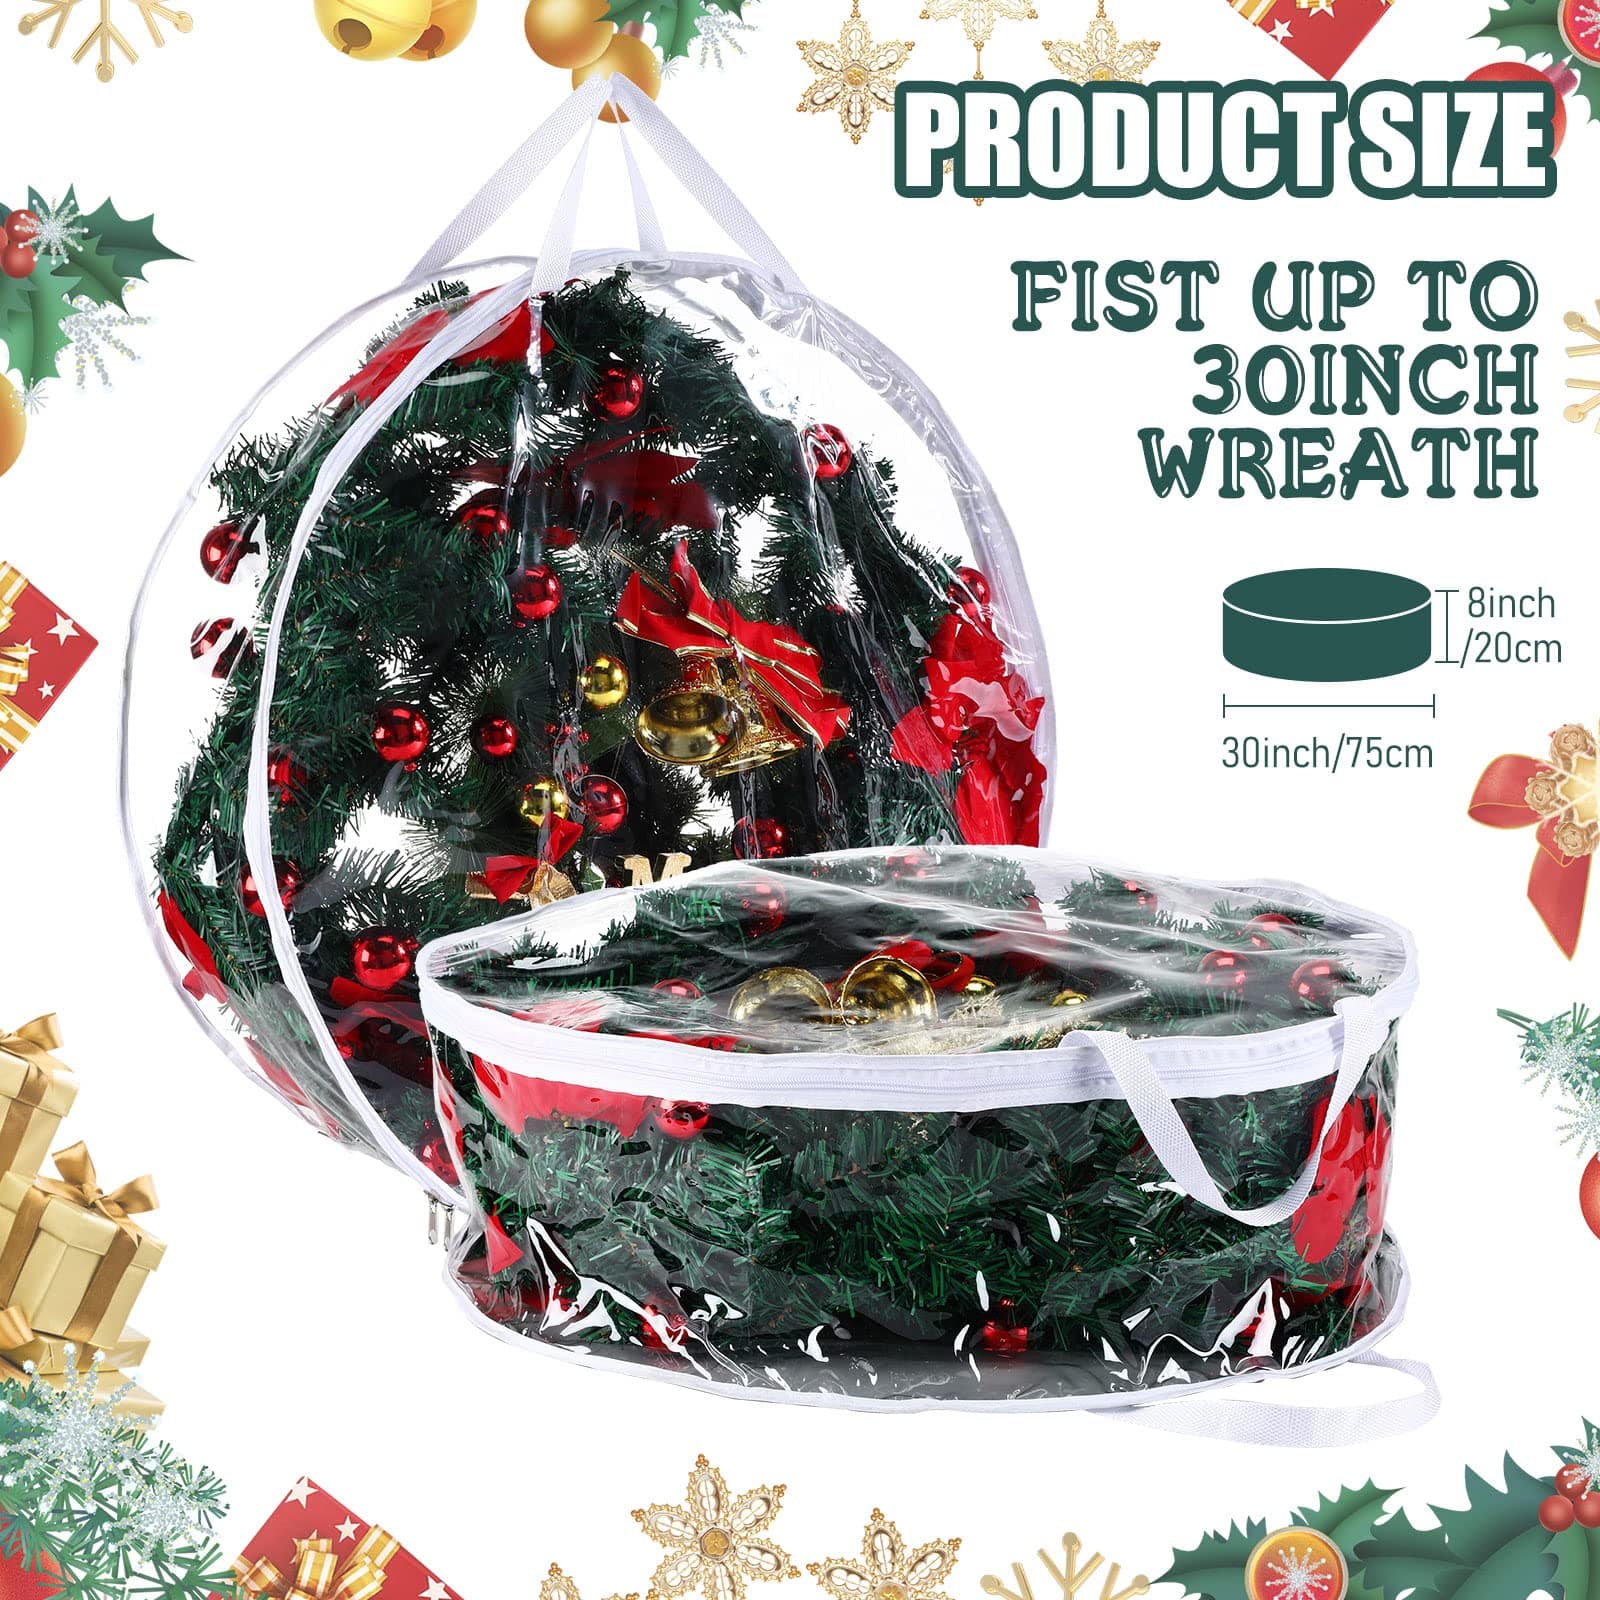 PRODUCT SIZE
FIST UP TO
30INCH
WREATH
8inch
/20cm
30inch/75cm
M